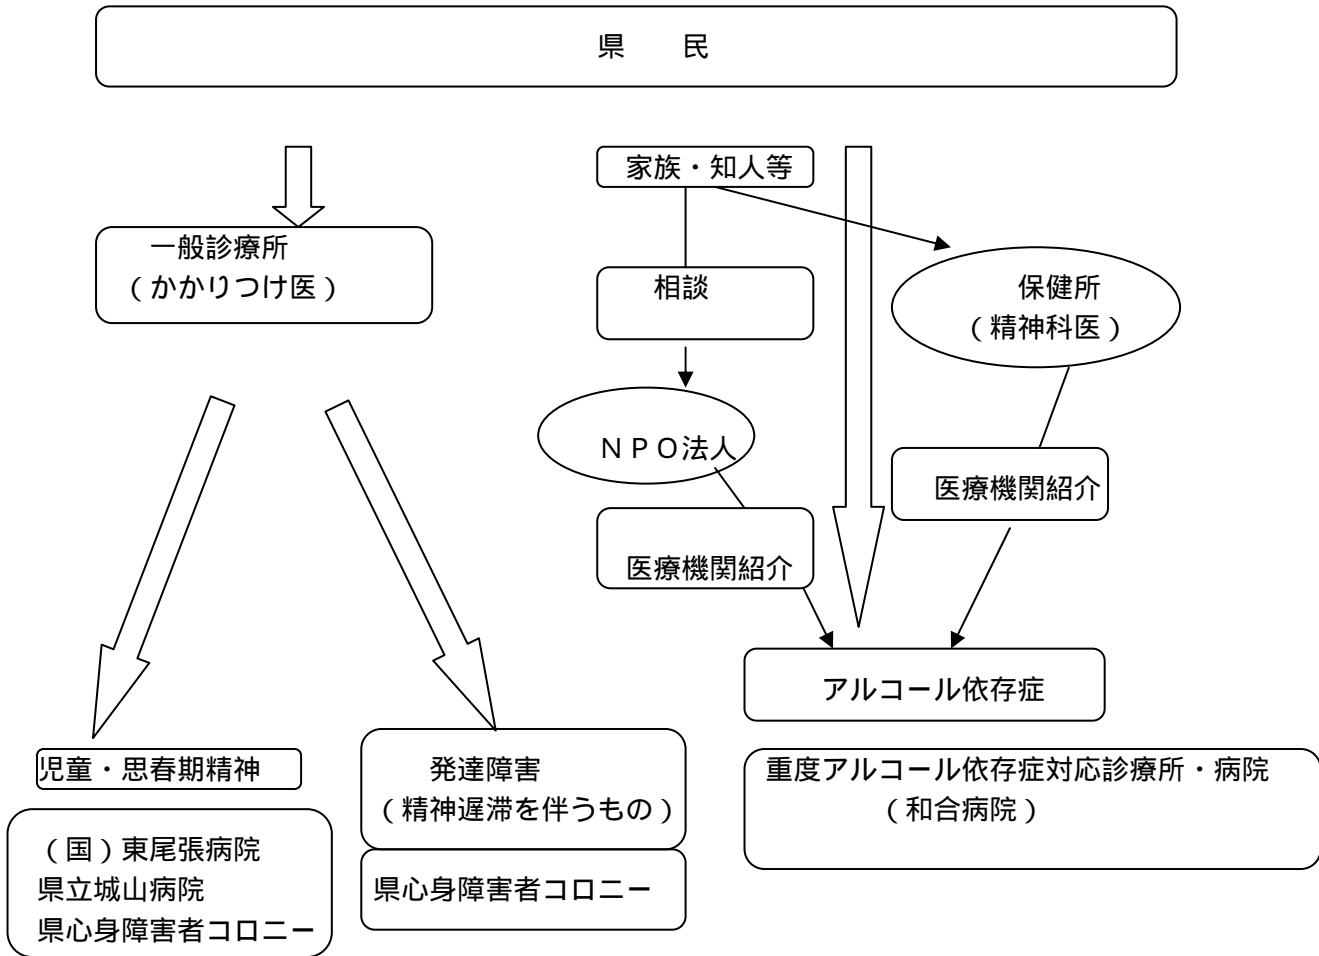 県　　民
家族・知人等
一般診療所
（かかりつけ医）
相談
保健所
（精神科医）
ＮＰＯ法人
医療機関紹介
医療機関紹介
アルコール依存症
児童・思春期精神
（国）東尾張病院
県立城山病院
県心身障害者コロニー
発達障害
（精神遅滞を伴うもの）
県心身障害者コロニー
重度アルコール依存症対応診療所・病院
（和合病院）